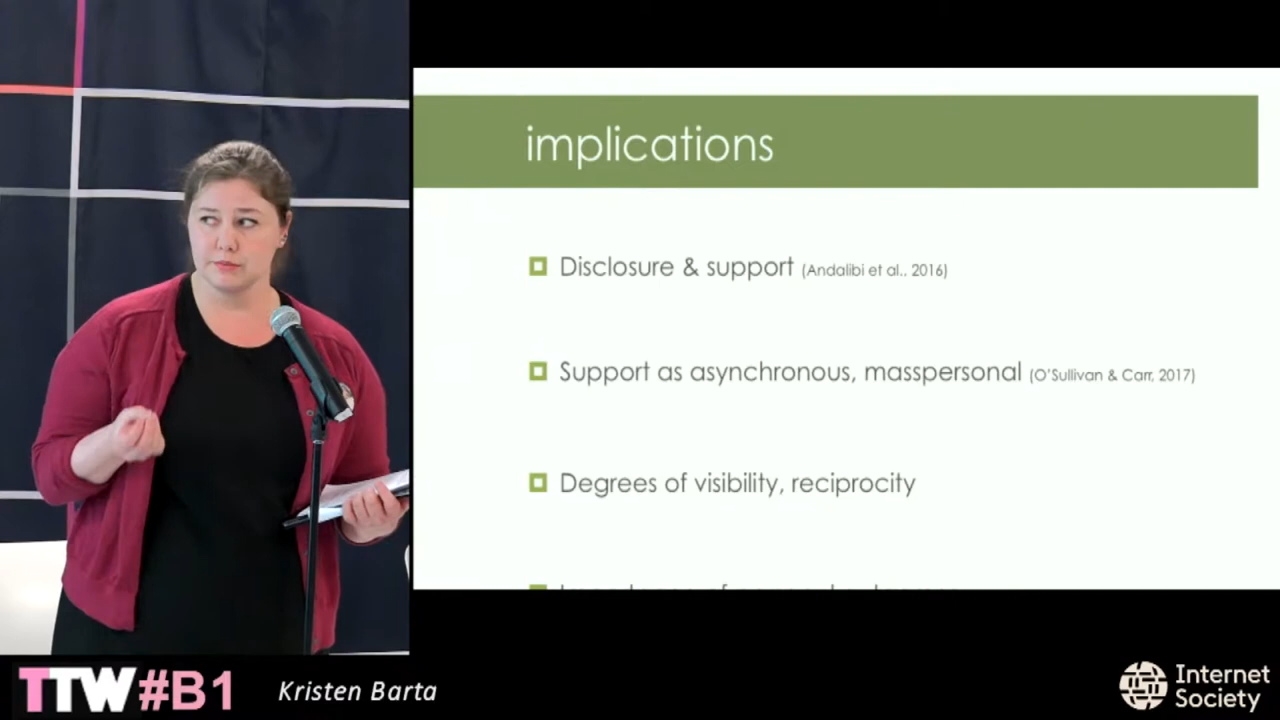 implications
Disclosure & support (Andalibi et al., 2016)
Support as asynchronous, masspersonal (O'Sullivan & Carr, 2017)
Degrees of visibility, reciprocity
TTW#B1
Kristen Barta
Internet
Society